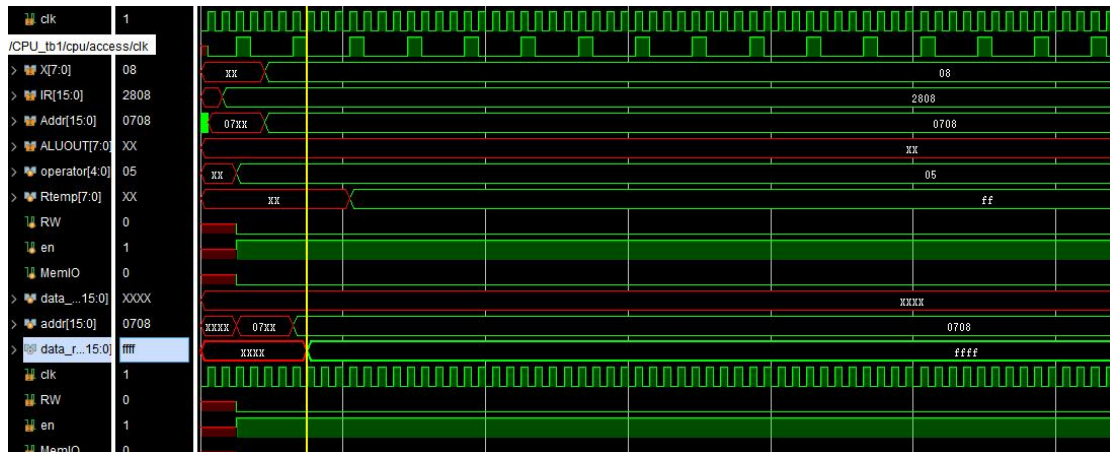 clk 1
/CPU_tb1/cpu/access/clk
X[7:0] 08 XX 08
IR[15:0] 2808 2808
Addr[15:0] 0708 07XX 0708
ALUOUT[7:0] XX XX
operator[4:0] 05 XX 05
Rtemp[7:0] XX XX ff
RW 0
en 1
MemIO 0
data_...15:0] XXXX XXXX
addr[15:0] 0708 XXXX 07XX 0708
data_r...15:0] ffff XXXX ffff
clk 1
RW 0
en 1
MemIO 0